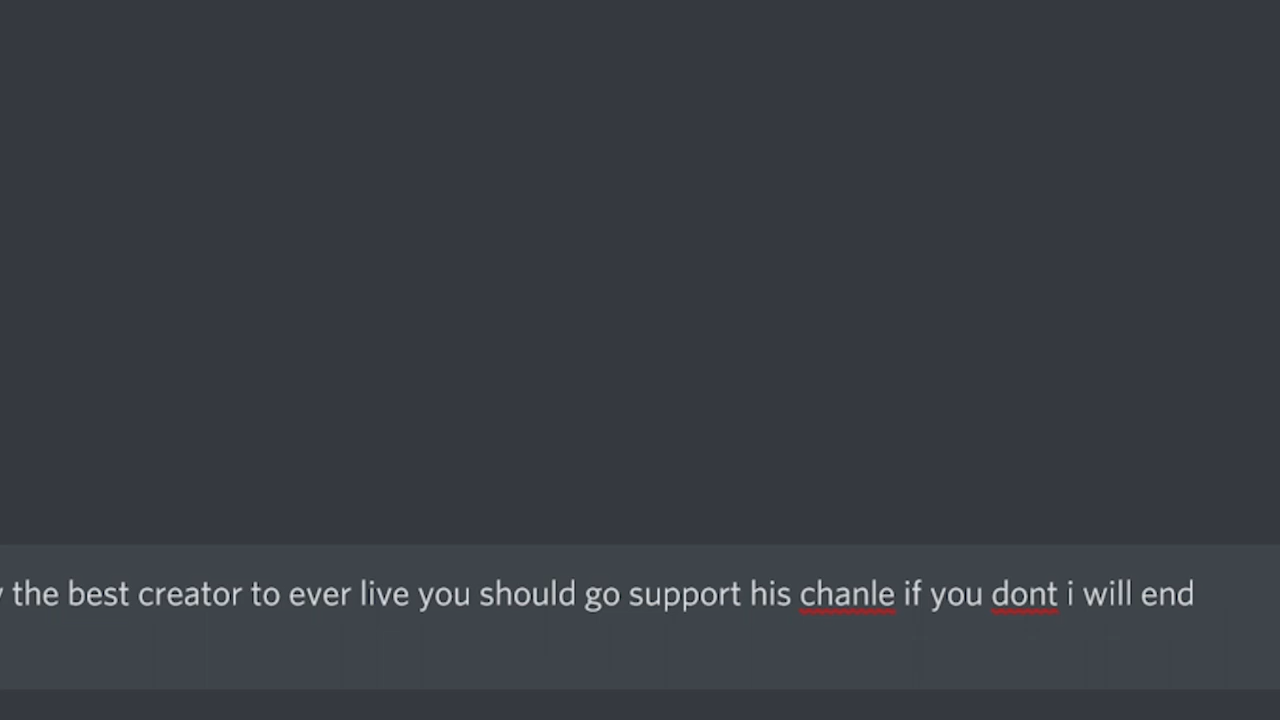 the best creator to ever live you should go support his chanle if you dont i will end